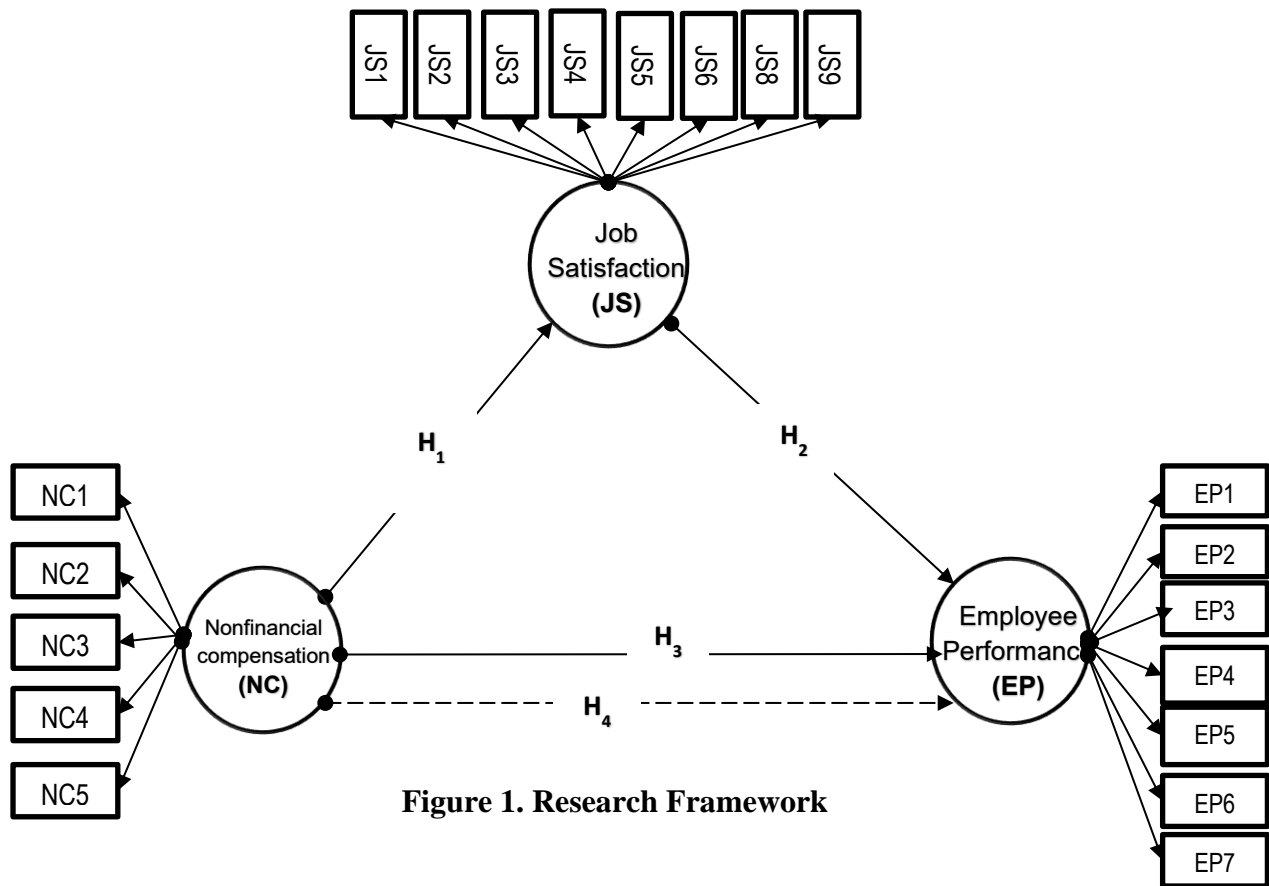 JS1
JS2
JS3
JS4
JS5
JS6
JS8
JS9
Job
Satisfaction
(JS)
H1
H2
NC1
NC2
NC3
NC4
NC5
Nonfinancial
compensation
(NC)
H3
H4
Employee
Performanc
(EP)
EP1
EP2
EP3
EP4
EP5
EP6
EP7
Figure 1. Research Framework